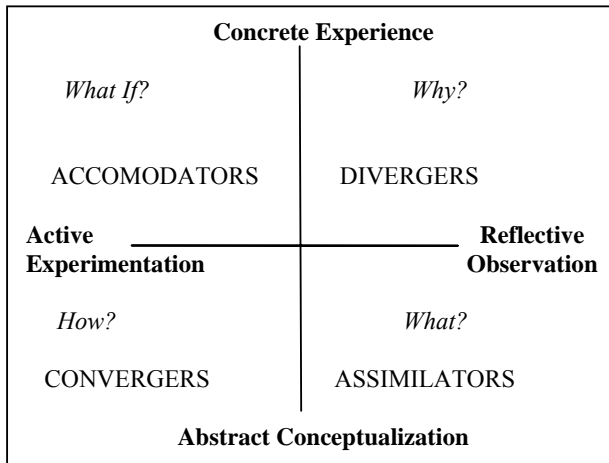 Concrete Experience
What If?
Why?
ACCOMODATORS
DIVERGERS
Active
Experimentation
Reflective
Observation
How?
What?
CONVERGERS
ASSIMILATORS
Abstract Conceptualization